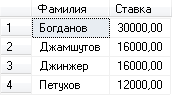 Фамилия Ставка
1 Богданов 30000,00
2 Джамшутов 16000,00
3 Джинжер 16000,00
4 Петухов 12000,00